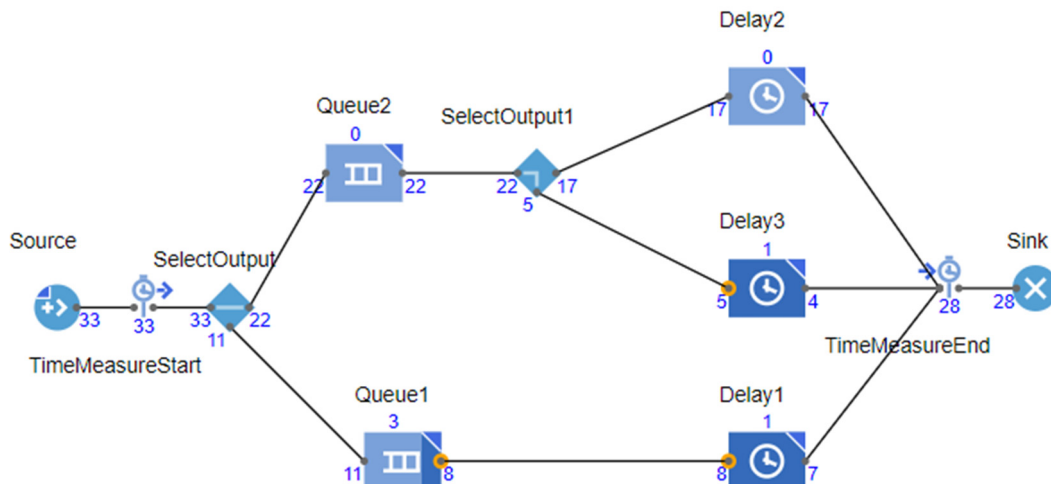 Delay2
0
17 17
Queue2
0
22 22
SelectOutput1
22 17
5
Delay3
1
5 4
Source
33
33
TimeMeasureStart
SelectOutput
33 22
11
Sink
28
28
TimeMeasureEnd
Queue1
3
11 8
Delay1
1
8 7